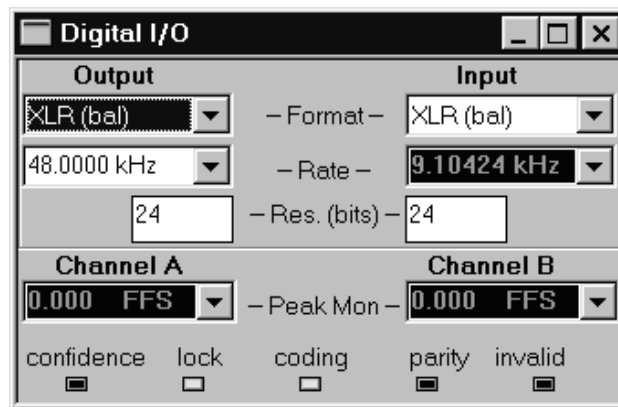 Digital I/O
Output Input
XLR (bal) – Format – XLR (bal)
48.0000 kHz – Rate – 9.10424 kHz
24 – Res. (bits) – 24
Channel A Channel B
0.000 FFS – Peak Mon – 0.000 FFS
confidence lock coding parity invalid